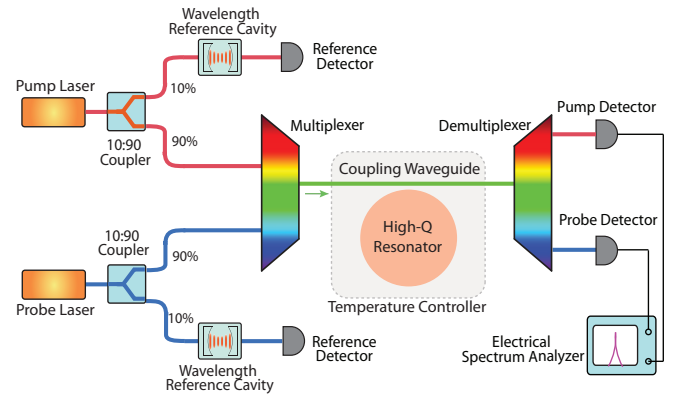 Wavelength
Reference Cavity
Reference
Detector
Pump Laser
10%
10:90
Coupler
90%
Multiplexer
Demultiplexer
Pump Detector
Coupling Waveguide
High-Q
Resonator
Temperature Controller
Probe Detector
10:90
Coupler
90%
Probe Laser
10%
Reference
Detector
Wavelength
Reference Cavity
Electrical
Spectrum Analyzer